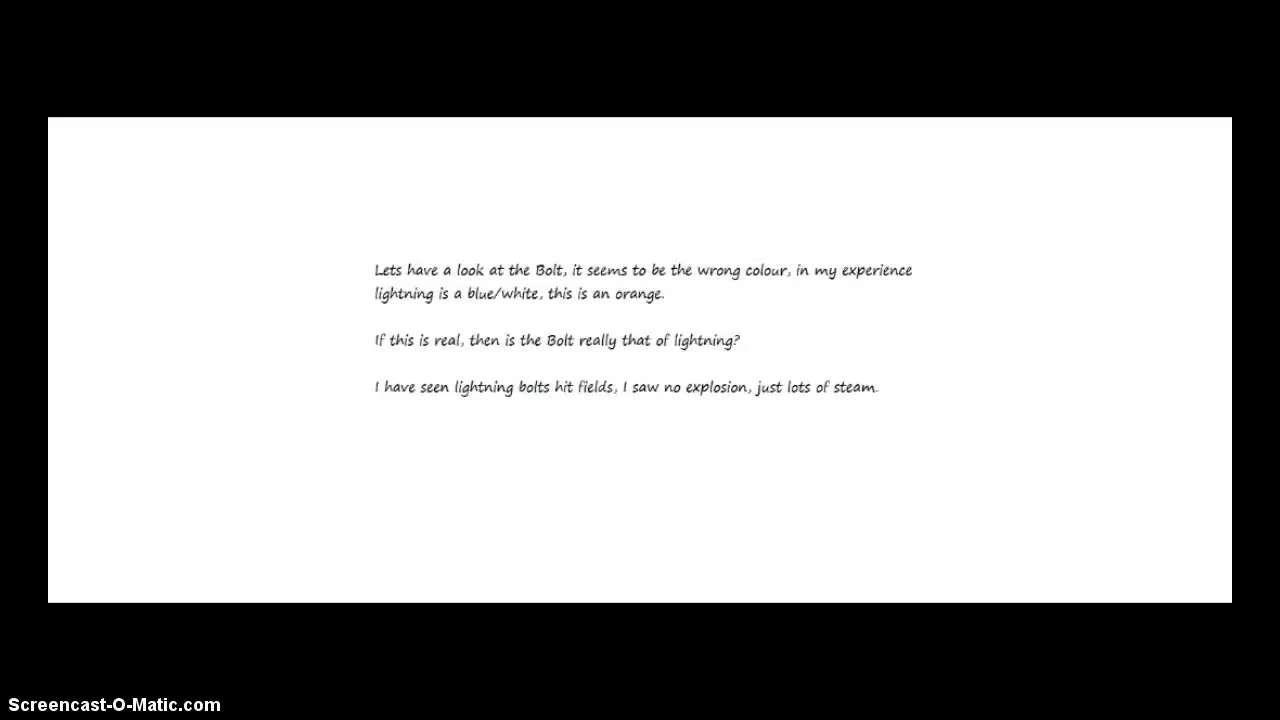 Lets have a look at the Bolt, it seems to be the wrong colour, in my experience
lightning is a blue/white, this is an orange.
If this is real, then is the Bolt really that of lightning?
I have seen lightning bolts hit fields, I saw no explosion, just lots of steam.
Screencast-O-Matic.com